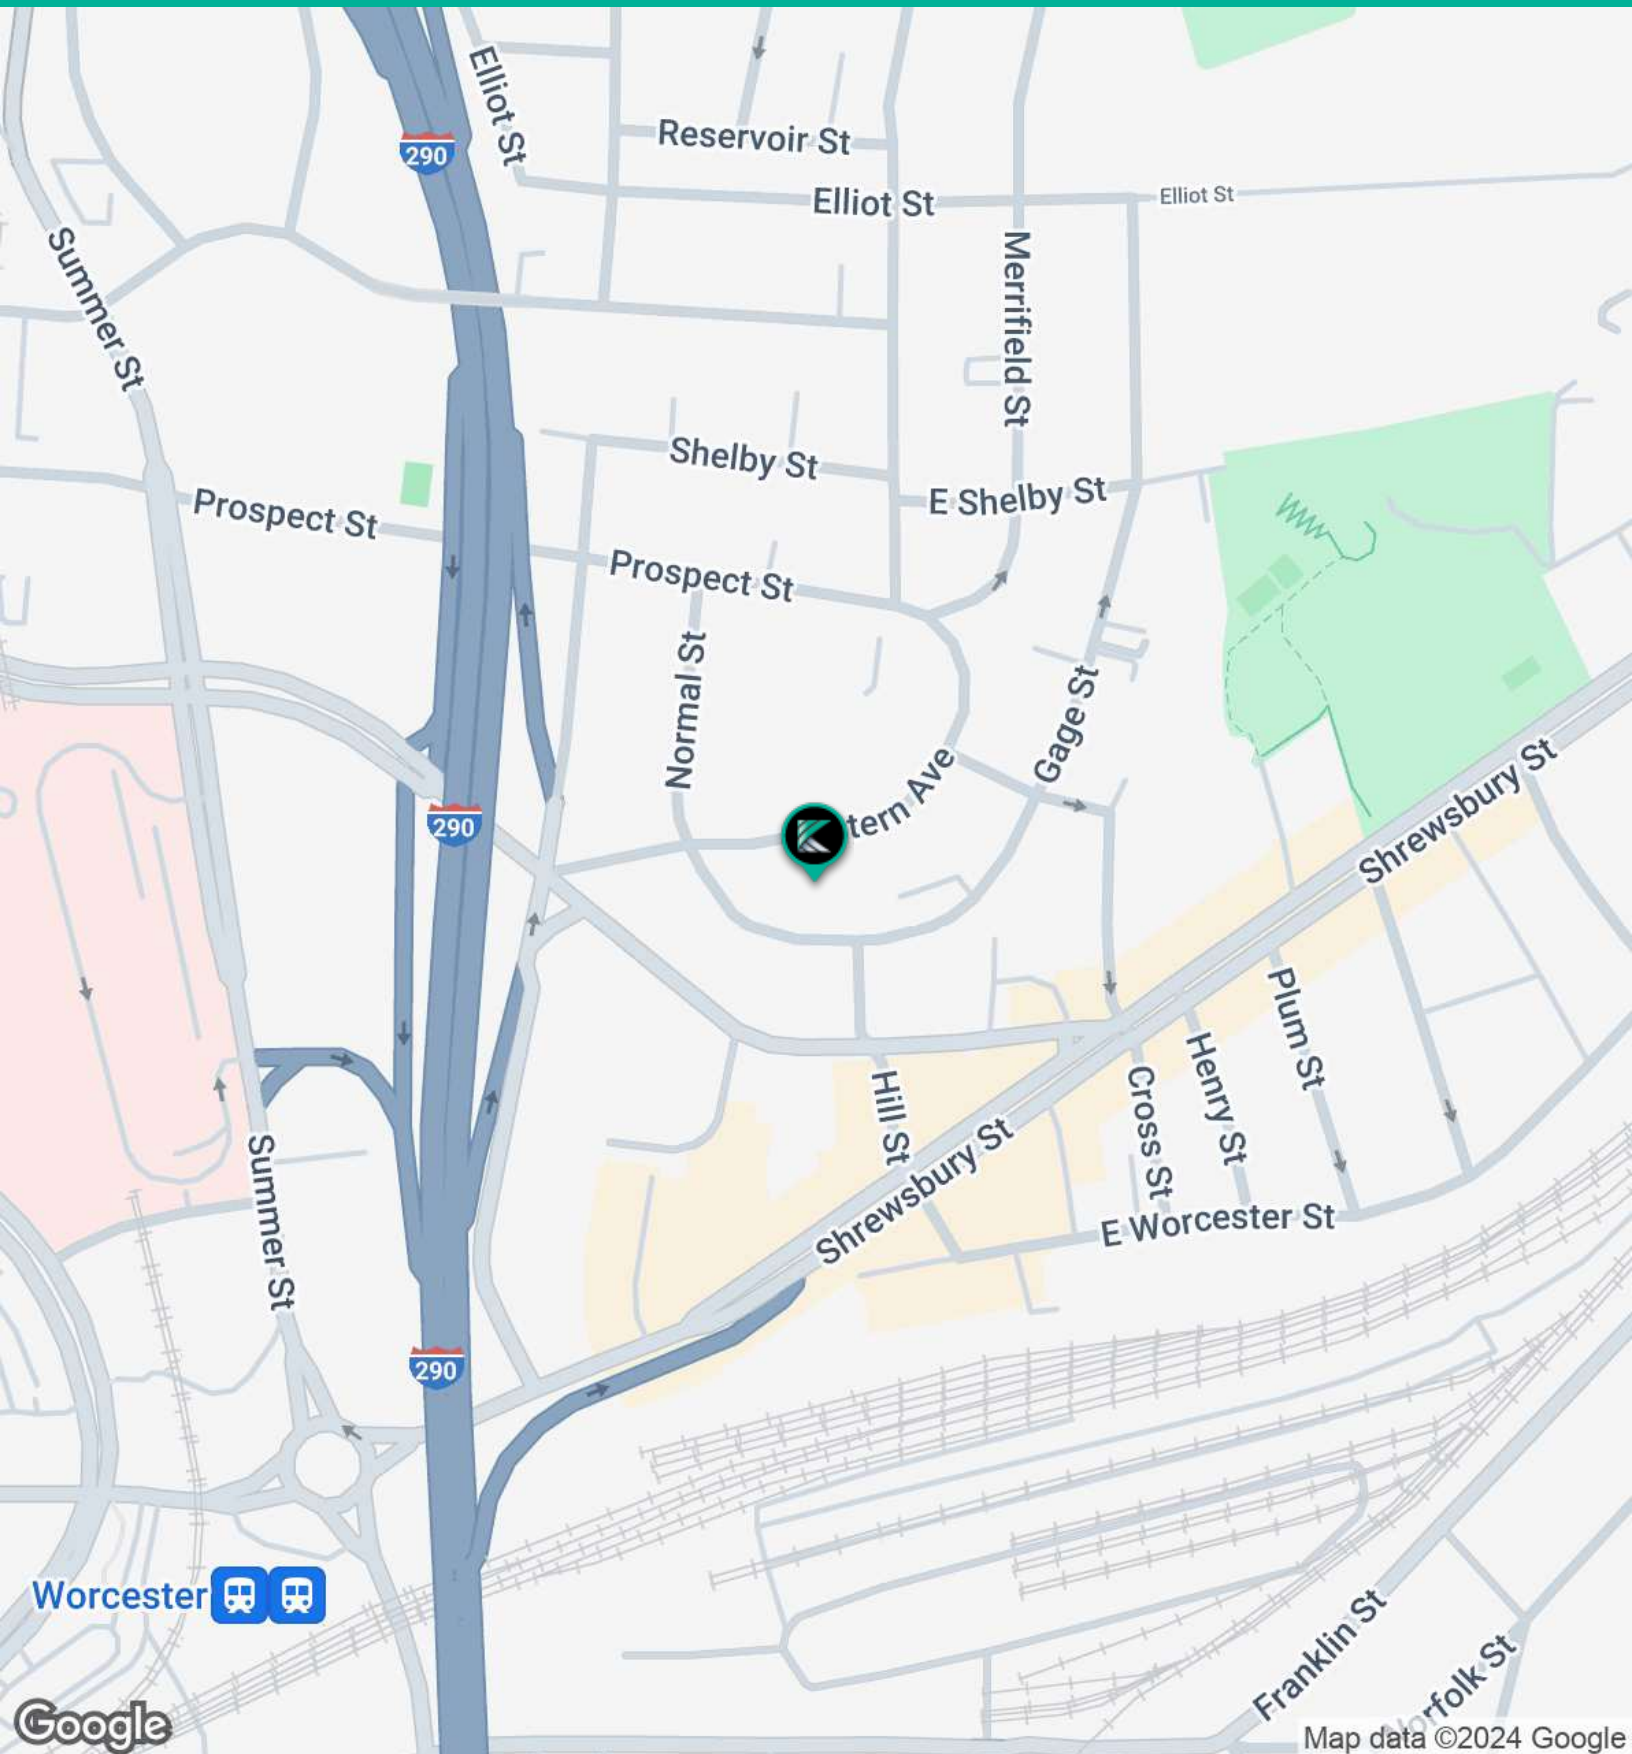 Elliot St
290
Reservoir St
Elliot St
Elliot St
Summer St
Merrifield St
Shelby St
E Shelby St
Prospect St
Prospect St
Normal St
Gage St
tern Ave
290
Shrewsbury St
Plum St
Henry St
Cross St
Hill St
Shrewsbury St
Summer St
E Worcester St
290
Worcester
Franklin St
Norfolk St
Google
Map data ©2024 Google